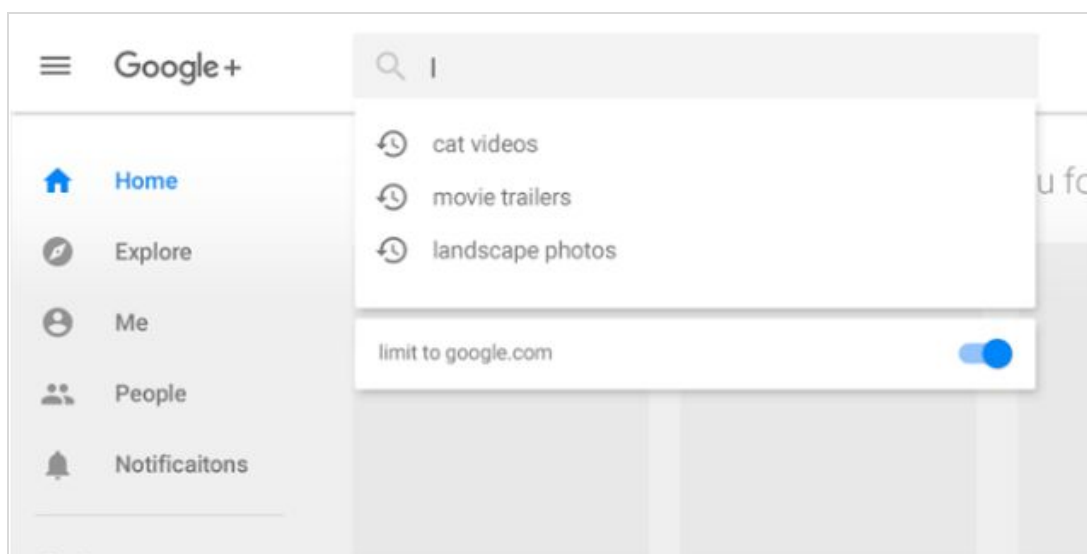 Google+
cat videos
movie trailers
landscape photos
limit to google.com
Home
Explore
Me
People
Notificaitons